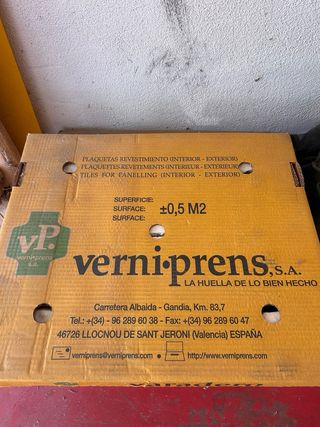 PLAQUETAS REVESTIMIENTO (INTERIOR - EXTERIOR)
PLAQUETTES REVETEMENTS (INTERIEUR - EXTERIEUR)
TILES FOR PANELLING (INTERIOR - EXTERIOR)
SUPERFICIE:
SURFACE: ±0,5 M2
SURFACE:
vP.
verni·prens
s.a.
verni·prens, S.A.
LA HUELLA DE LO BIEN HECHO
Carretera Albaida - Gandia, Km. 83,7
Tel.: +(34) - 96 289 60 38 - Fax: +(34) 96 289 60 47
46726 LLOCNOU DE SANT JERONI (Valencia) ESPAÑA
verniprens@verniprens.com http://www.verniprens.com